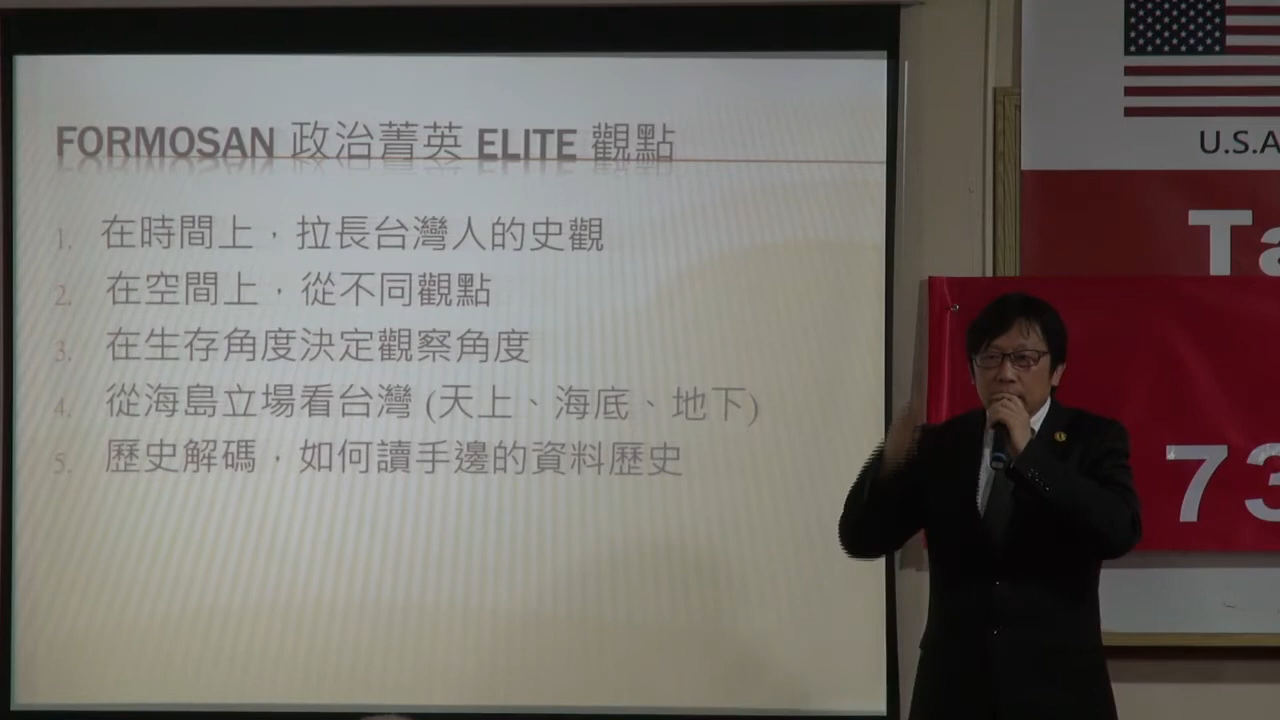 FORMOSAN 政治菁英 ELITE 觀點
1. 在時間上，拉長台灣人的史觀
2. 在空間上，從不同觀點
3. 在生存角度決定觀察角度
4. 從海島立場看台灣 (天上、海底、地下)
5. 歷史解碼，如何讀手邊的資料歷史
U.S.A
Ta
73